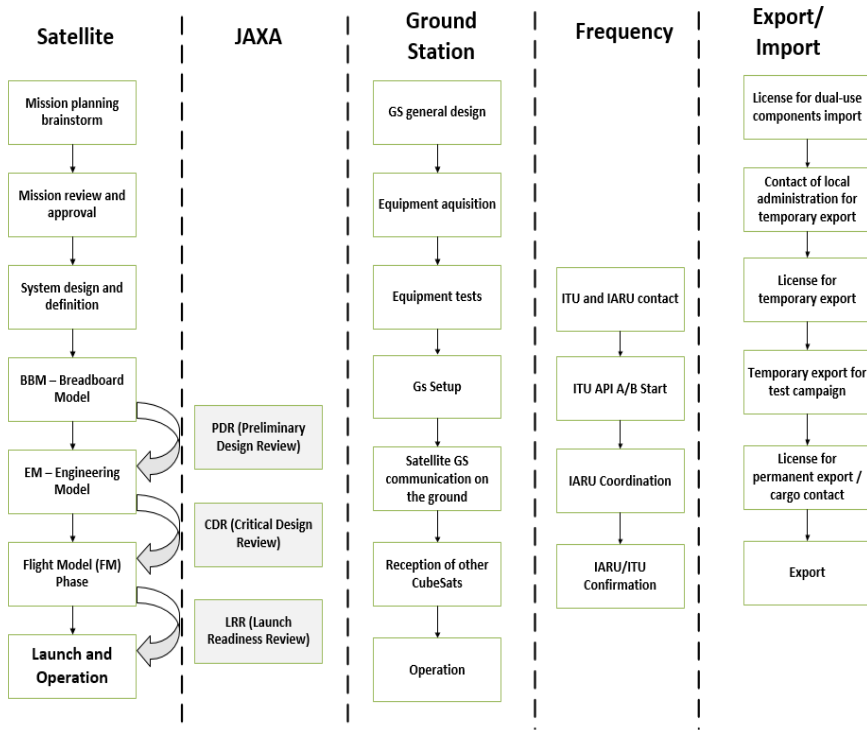 Satellite
Mission planning
brainstorm
Mission review and
approval
System design and
definition
BBM – Breadboard
Model
EM – Engineering
Model
Flight Model (FM)
Phase
Launch and
Operation
JAXA
PDR (Preliminary
Design Review)
CDR (Critical Design
Review)
LRR (Launch
Readiness Review)
Ground
Station
GS general design
Equipment aquisition
Equipment tests
Gs Setup
Satellite GS
communication on
the ground
Reception of other
CubeSats
Operation
Frequency
ITU and IARU contact
ITU API A/B Start
IARU Coordination
IARU/ITU
Confirmation
Export/
Import
License for dual-use
components import
Contact of local
administration for
temporary export
License for
temporary export
Temporary export for
test campaign
License for
permanent export /
cargo contact
Export